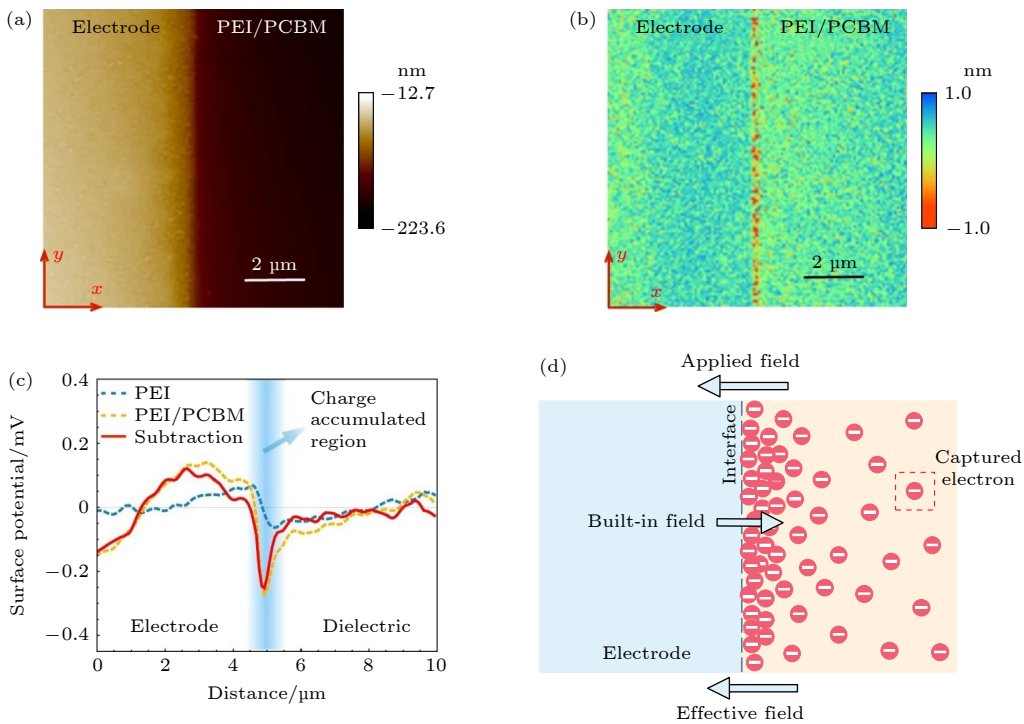 (a)
Electrode
PEI/PCBM
nm
−12.7
−223.6
2 µm
y
x
(b)
Electrode
PEI/PCBM
nm
1.0
−1.0
2 µm
y
x
(c)
0.4
0.2
0
−0.2
−0.4
Surface potential/mV
PEI
PEI/PCBM
Subtraction
Charge
accumulated
region
Electrode
Dielectric
0 2 4 6 8 10
Distance/µm
(d)
Applied field
Interface
Captured
electron
Built-in field
Electrode
Effective field